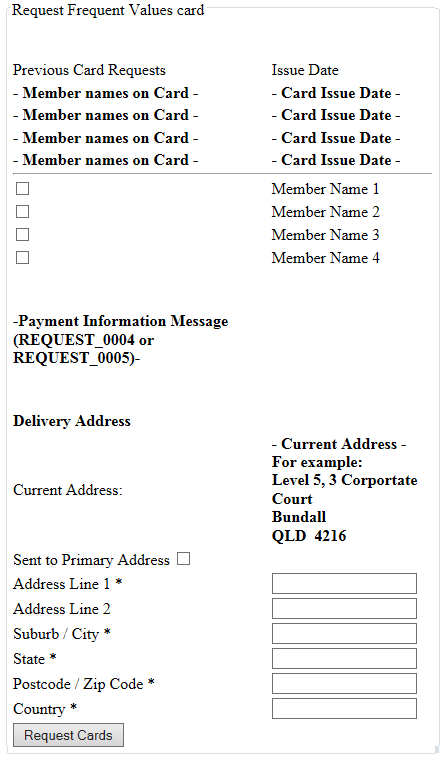 Request Frequent Values card
Previous Card Requests Issue Date
- Member names on Card - - Card Issue Date -
- Member names on Card - - Card Issue Date -
- Member names on Card - - Card Issue Date -
- Member names on Card - - Card Issue Date -
Member Name 1
Member Name 2
Member Name 3
Member Name 4
-Payment Information Message
(REQUEST_0004 or
REQUEST_0005)-
Delivery Address
Current Address:
- Current Address -
For example:
Level 5, 3 Corportate
Court
Bundall
QLD 4216
Sent to Primary Address
Address Line 1 *
Address Line 2
Suburb / City *
State *
Postcode / Zip Code *
Country *
Request Cards